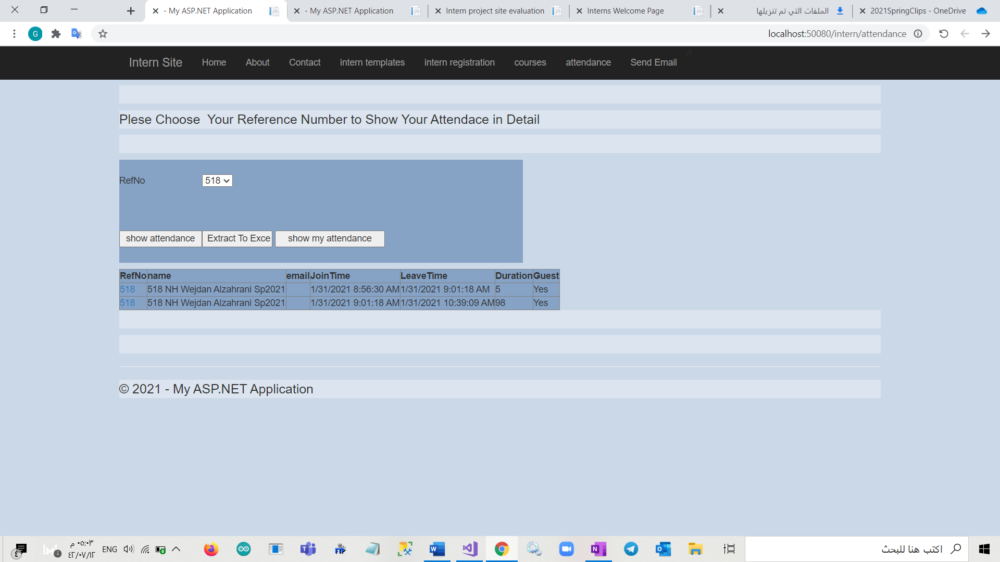 - My ASP.NET Application
- My ASP.NET Application
Intern project site evaluation
Interns Welcome Page
الملفات التي تم تنزيلها
2021SpringClips - OneDrive
G
localhost:50080/intern/attendance
Intern Site Home About Contact intern templates intern registration courses attendance Send Email //
Plese Choose  Your Reference Number to Show Your Attendace in Detail
RefNo 518
show attendance Extract To Exce show my attendance
RefNo name email JoinTime LeaveTime Duration Guest
518 518 NH Wejdan Alzahrani Sp2021 1/31/2021 8:56:30 AM 1/31/2021 9:01:18 AM 5 Yes
518 518 NH Wejdan Alzahrani Sp2021 1/31/2021 9:01:18 AM 1/31/2021 10:39:09 AM 98 Yes
© 2021 - My ASP.NET Application
٠٥:٠٣ م
٤٢/٠٧/١٢
ENG
FTP
اكتب هنا للبحث